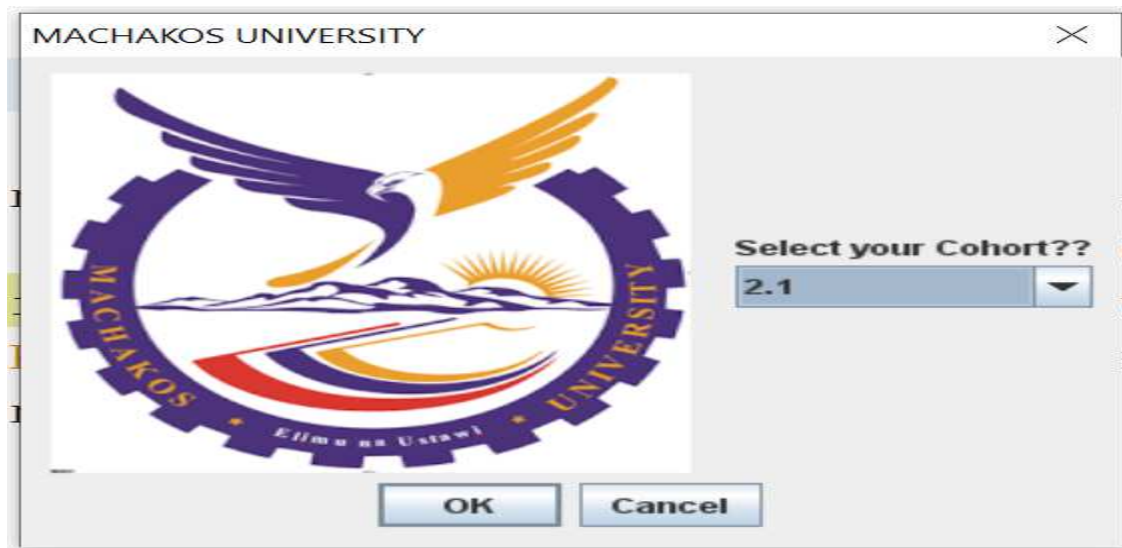 MACHAKOS UNIVERSITY
MACHAKOS UNIVERSITY
Elimu na Ustawi
Select your Cohort??
2.1
OK
Cancel